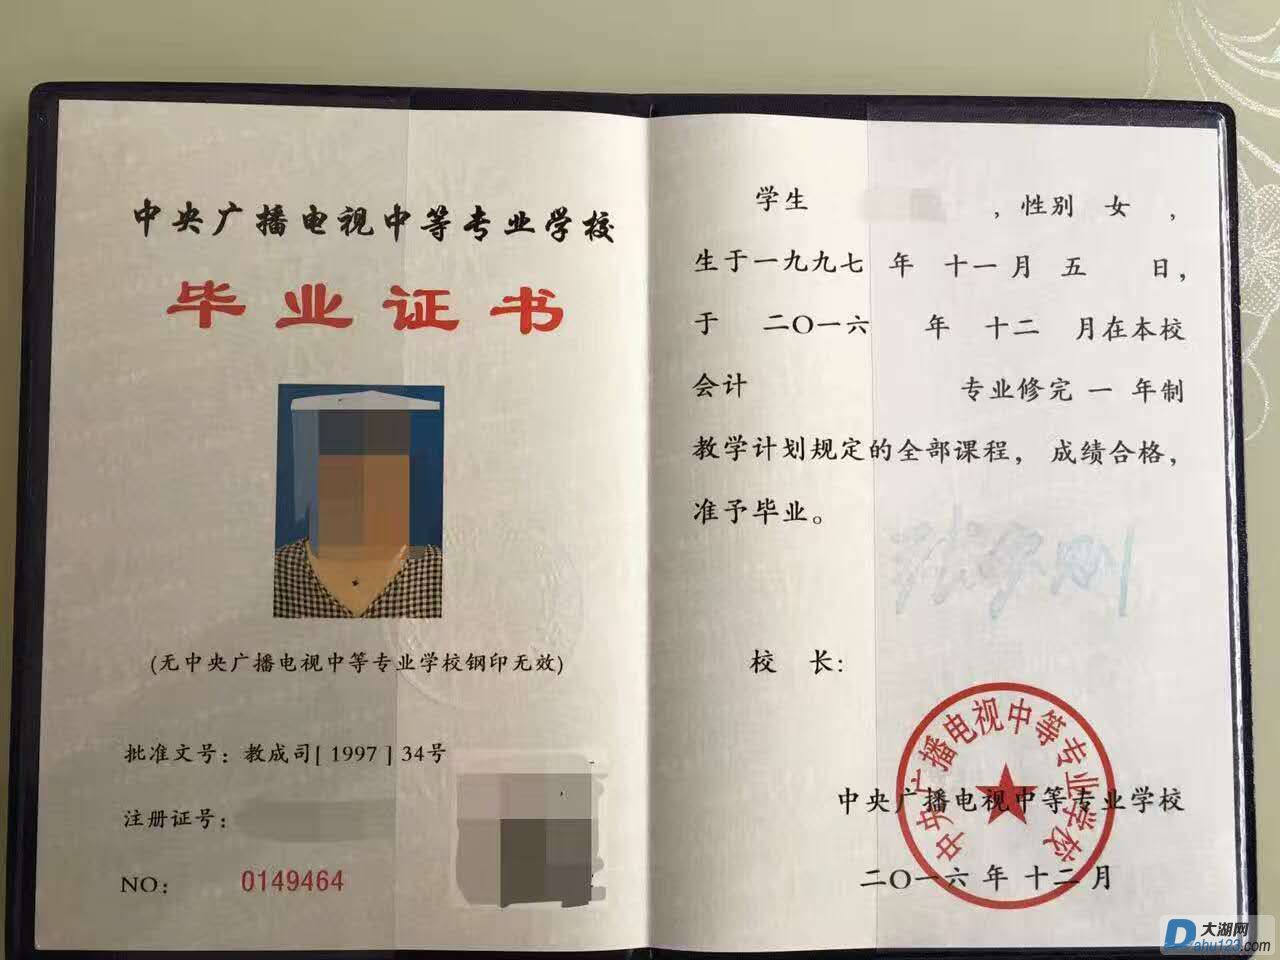 中央广播电视中等专业学校
毕业证书
(无中央广播电视中等专业学校钢印无效)
批准文号：教成司[ 1997 ] 34号
注册证号：
NO： 0149464
学生 ，性别 女 ，
生于一九九七 年 十一 月 五 日，
于 二〇一六 年 十二 月在本校
会计 专业修完 一 年制
教学计划规定的全部课程， 成绩合格，
准予毕业。
校 长：
中央广播电视中等专业学校
中央广播电视中等专业学校
二〇一六 年 十二 月
大湖网
Dahu123.com